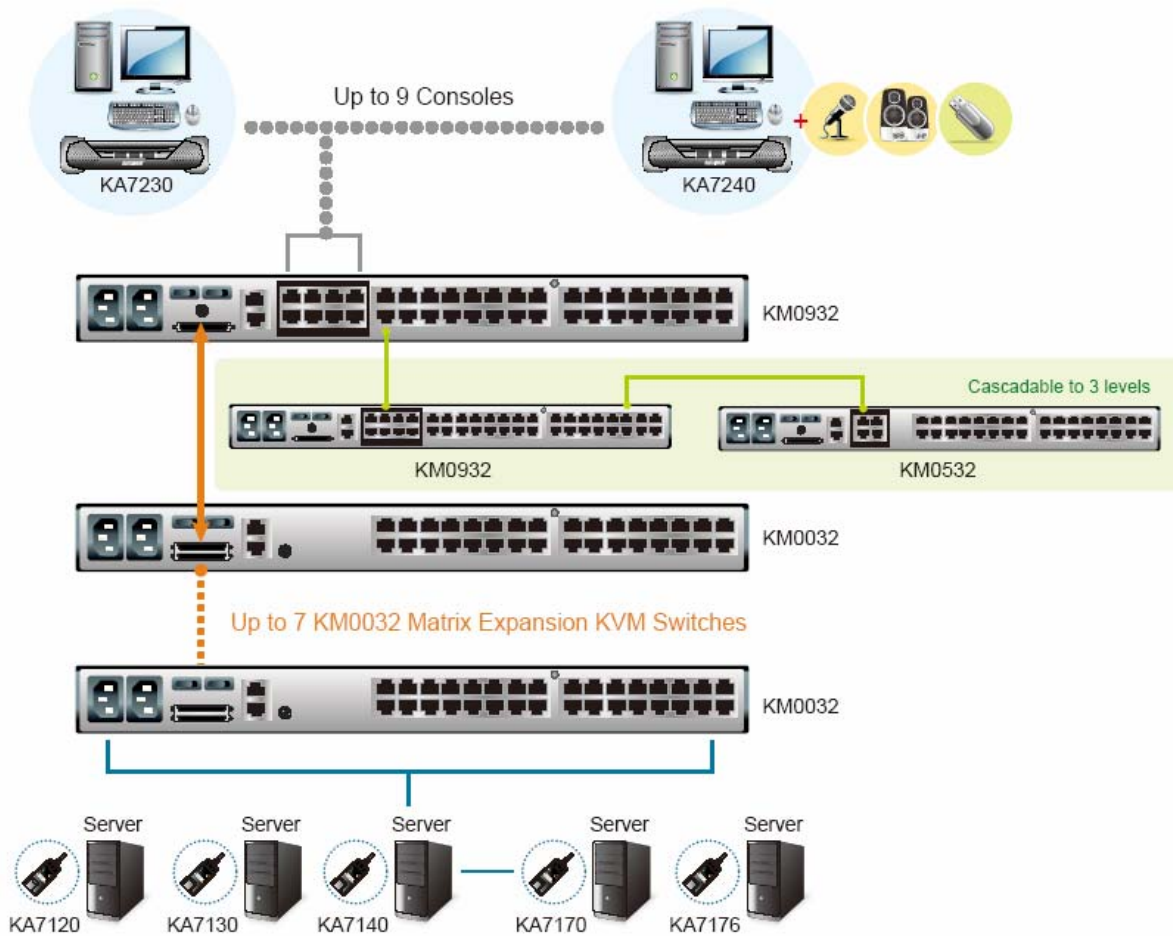 Up to 9 Consoles
KA7230
KA7240
KM0932
Cascadable to 3 levels
KM0932
KM0532
KM0032
Up to 7 KM0032 Matrix Expansion KVM Switches
KM0032
Server
Server
Server
Server
Server
KA7120
KA7130
KA7140
KA7170
KA7176